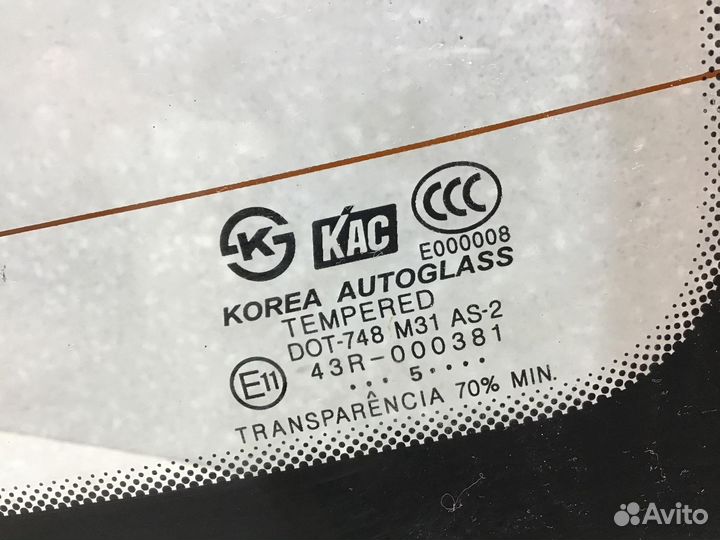 K KAC CCC
E000008
KOREA AUTOGLASS
TEMPERED
DOT-748 M31 AS-2
E11 43R-000381
... 5 ....
TRANSPARÊNCIA 70% MIN.
Avito